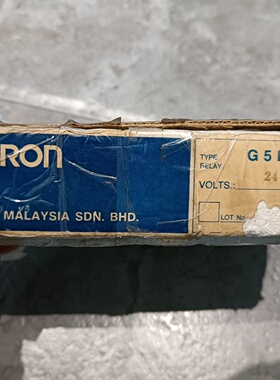 RON
MALAYSIA SDN. BHD.
TYPE
RELAY
G5
VOLTS.:
24
LOT No